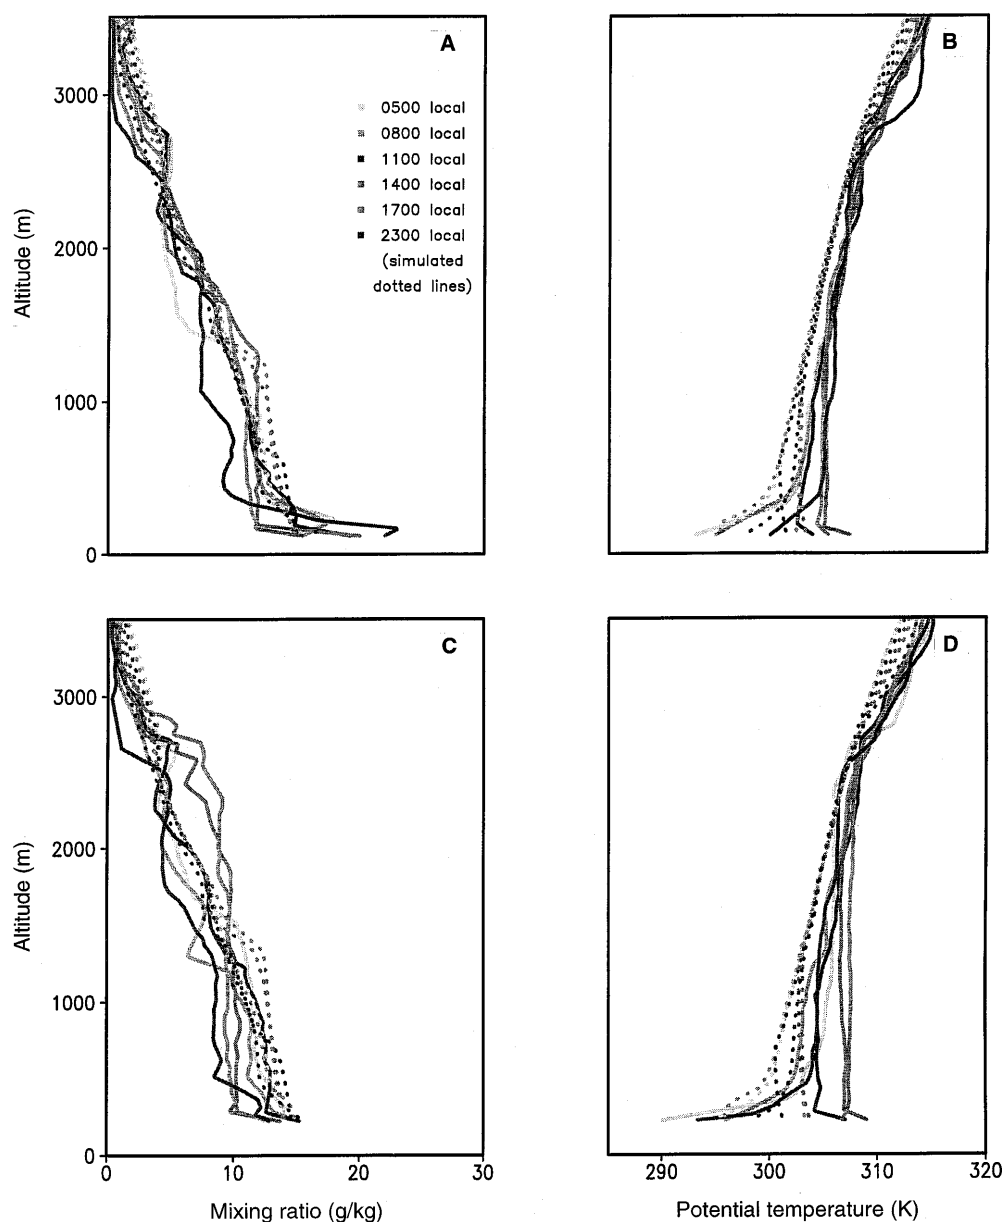 A
B
3000
0500 local
0800 local
1100 local
1400 local
1700 local
2300 local
(simulated
dotted lines)
2000
Altitude (m)
1000
0
C
D
3000
2000
Altitude (m)
1000
0
0
10
20
30
290
300
310
320
Mixing ratio (g/kg)
Potential temperature (K)